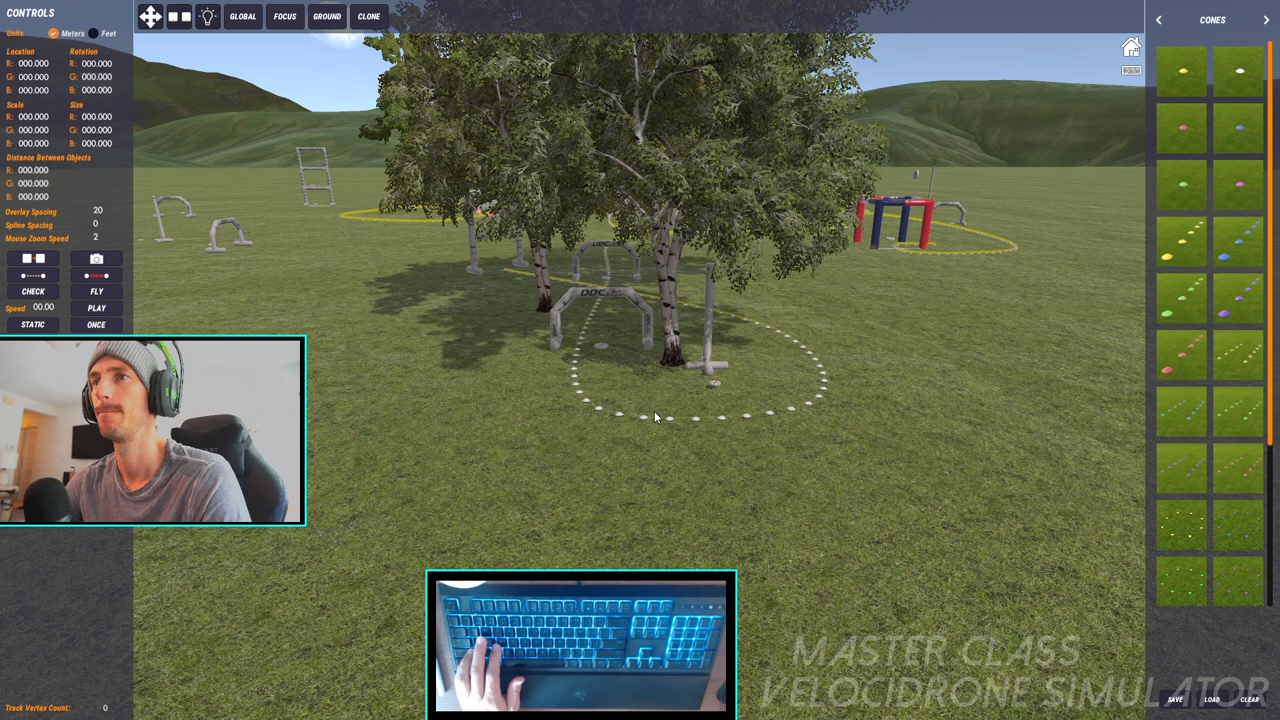 CONTROLS
Units Meters Feet
Location Rotation
R: 000.000 R: 000.000
G: 000.000 G: 000.000
B: 000.000 B: 000.000
Scale Size
R: 000.000 R: 000.000
G: 000.000 G: 000.000
B: 000.000 B: 000.000
Distance Between Objects
R: 000.000
G: 000.000
B: 000.000
Overlay Spacing 20
Spline Spacing 0
Mouse Zoom Speed 2
CHECK FLY
Speed 00.00 PLAY
STATIC ONCE
Track Vertex Count: 0
GLOBAL FOCUS GROUND CLONE
DDC
DDC
CONES
MASTER CLASS
VELOCIDRONE SIMULATOR
SAVE LOAD CLEAR